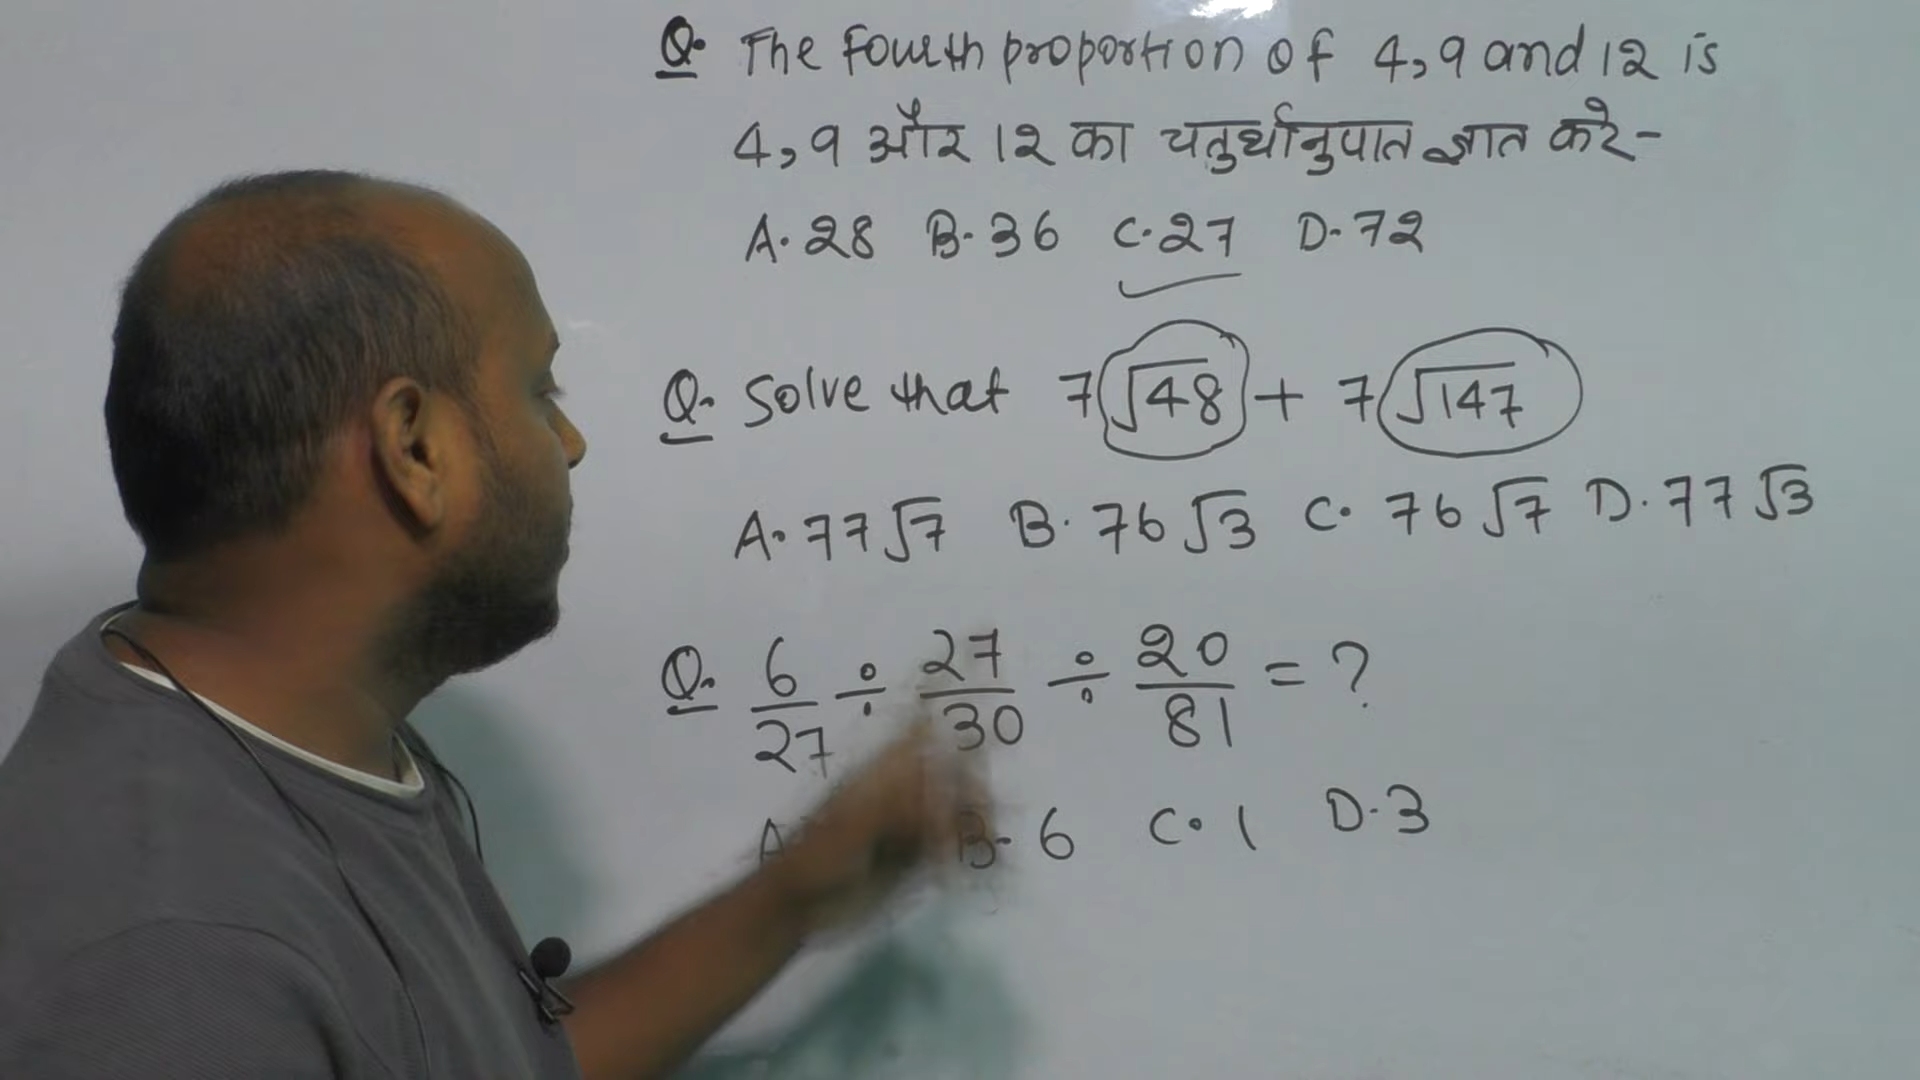 Q. The Fourth proportion of 4,9 and 12 is
4,9 और 12 का चतुर्थानुपात ज्ञात करे-
A. 28 B. 36 C. 27 D. 72
Q. Solve that 7√48 + 7√147
A. 77√7 B. 76√3 C. 76√7 D. 77√3
Q. 6/27 ÷ 27/30 ÷ 20/81 = ?
A B. 6 C. 1 D. 3